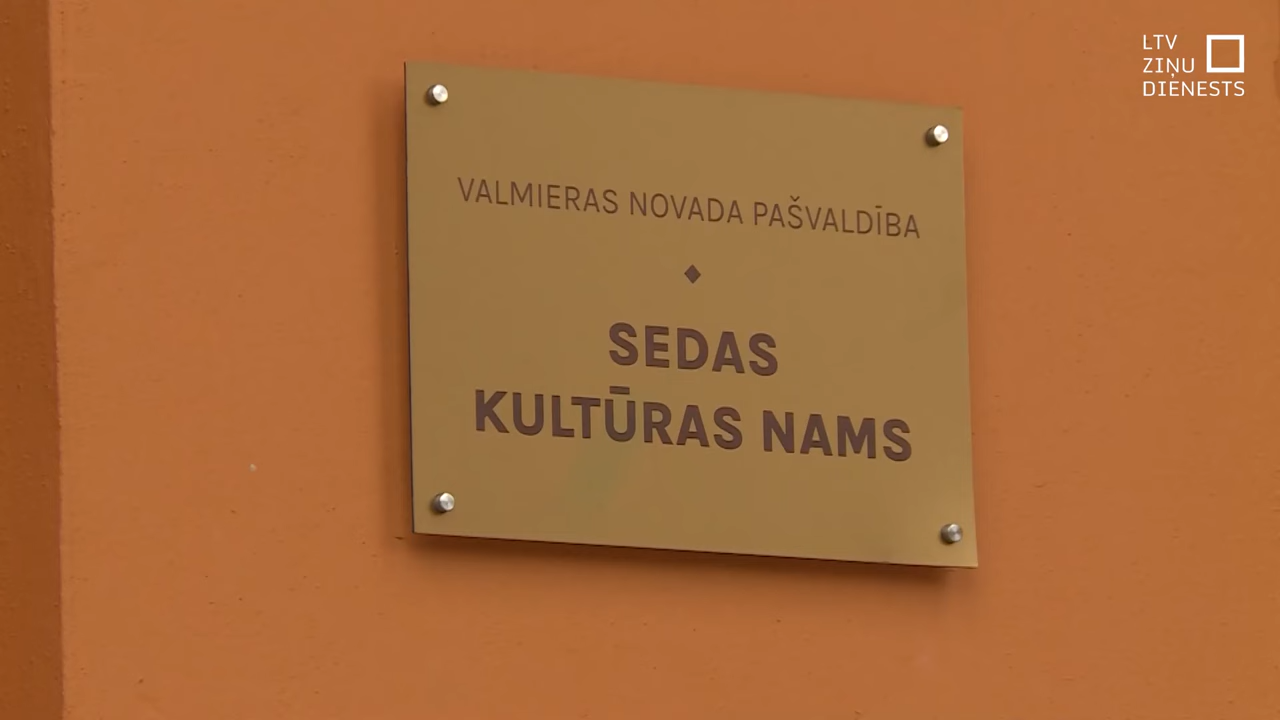 LTV
ZIŅU
DIENESTS
VALMIERAS NOVADA PAŠVALDĪBA
SEDAS
KULTŪRAS NAMS